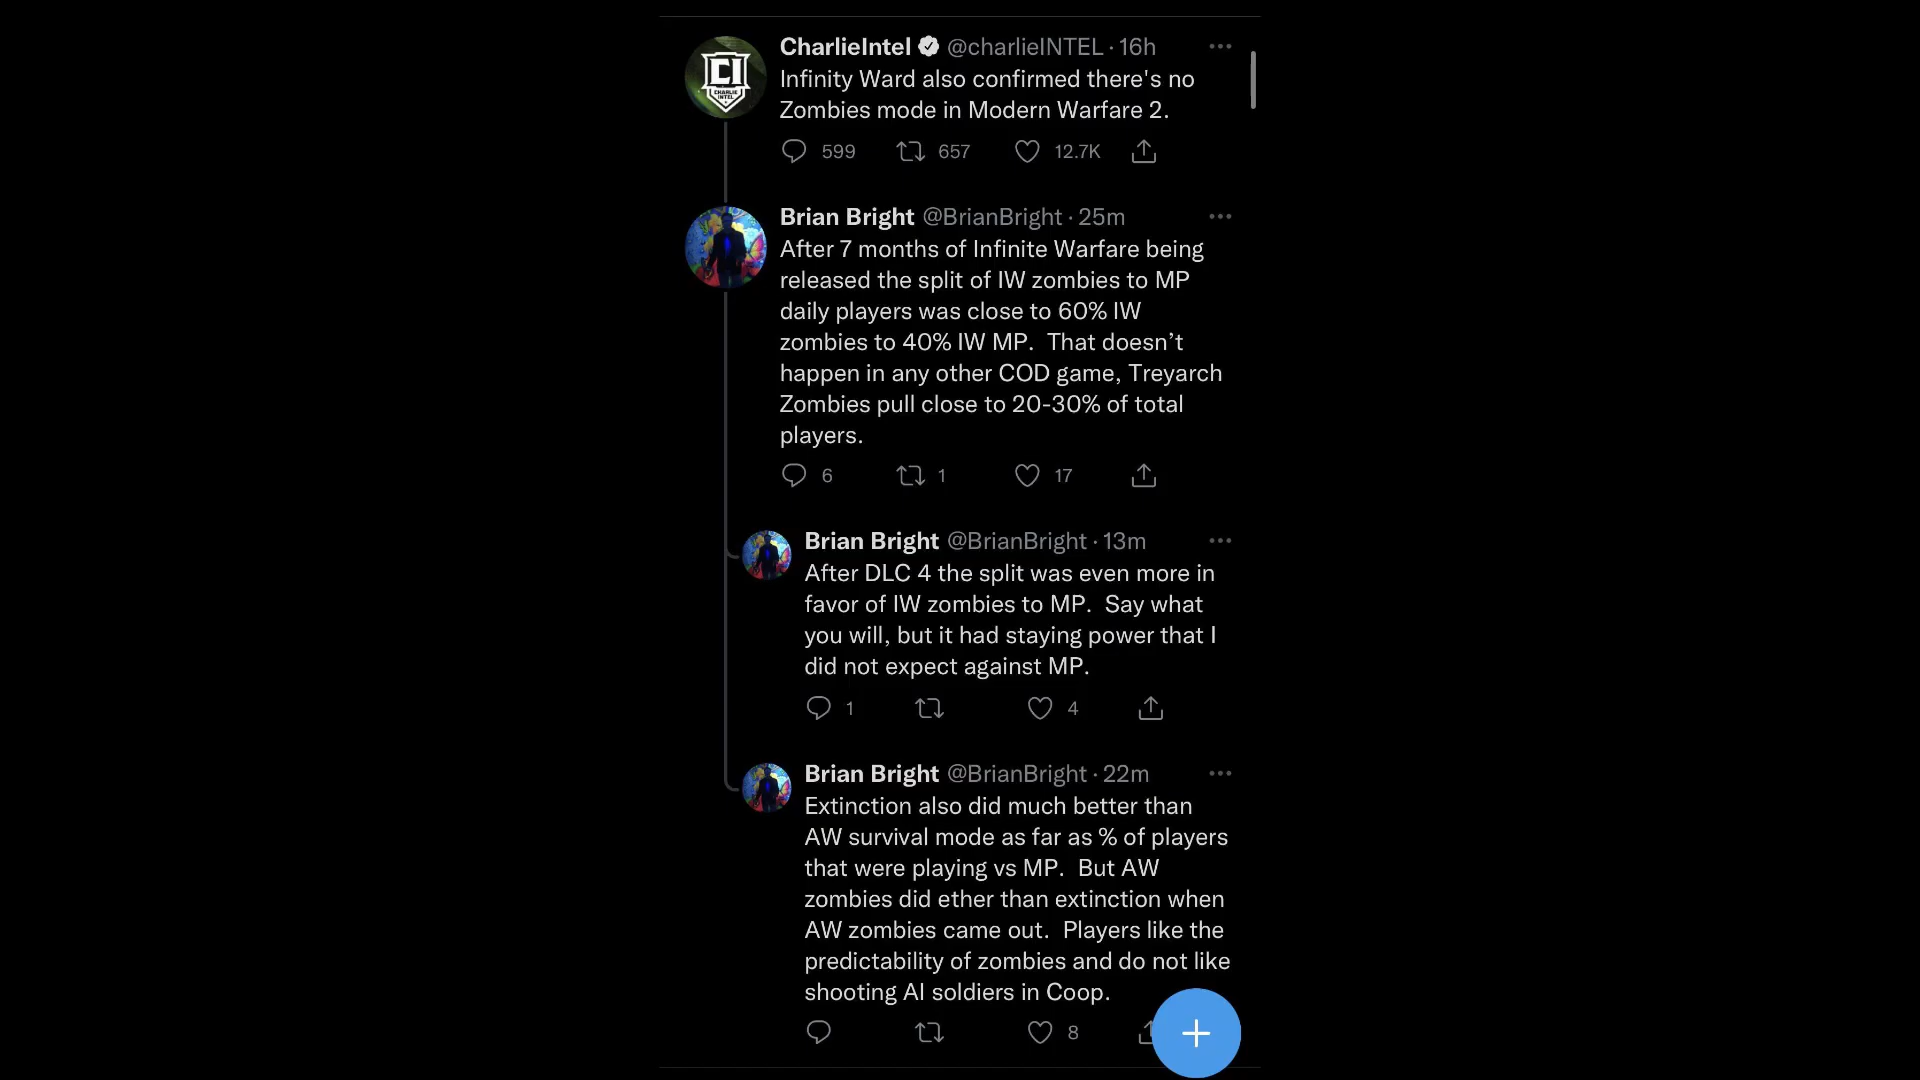 CharlieIntel @charlieINTEL · 16h
Infinity Ward also confirmed there's no
Zombies mode in Modern Warfare 2.
599 657 12.7K
CI
CHARLIE
INTEL
Brian Bright @BrianBright · 25m
After 7 months of Infinite Warfare being
released the split of IW zombies to MP
daily players was close to 60% IW
zombies to 40% IW MP.  That doesn’t
happen in any other COD game, Treyarch
Zombies pull close to 20-30% of total
players.
6 1 17
Brian Bright @BrianBright · 13m
After DLC 4 the split was even more in
favor of IW zombies to MP.  Say what
you will, but it had staying power that I
did not expect against MP.
1 4
Brian Bright @BrianBright · 22m
Extinction also did much better than
AW survival mode as far as % of players
that were playing vs MP.  But AW
zombies did ether than extinction when
AW zombies came out.  Players like the
predictability of zombies and do not like
shooting AI soldiers in Coop.
8